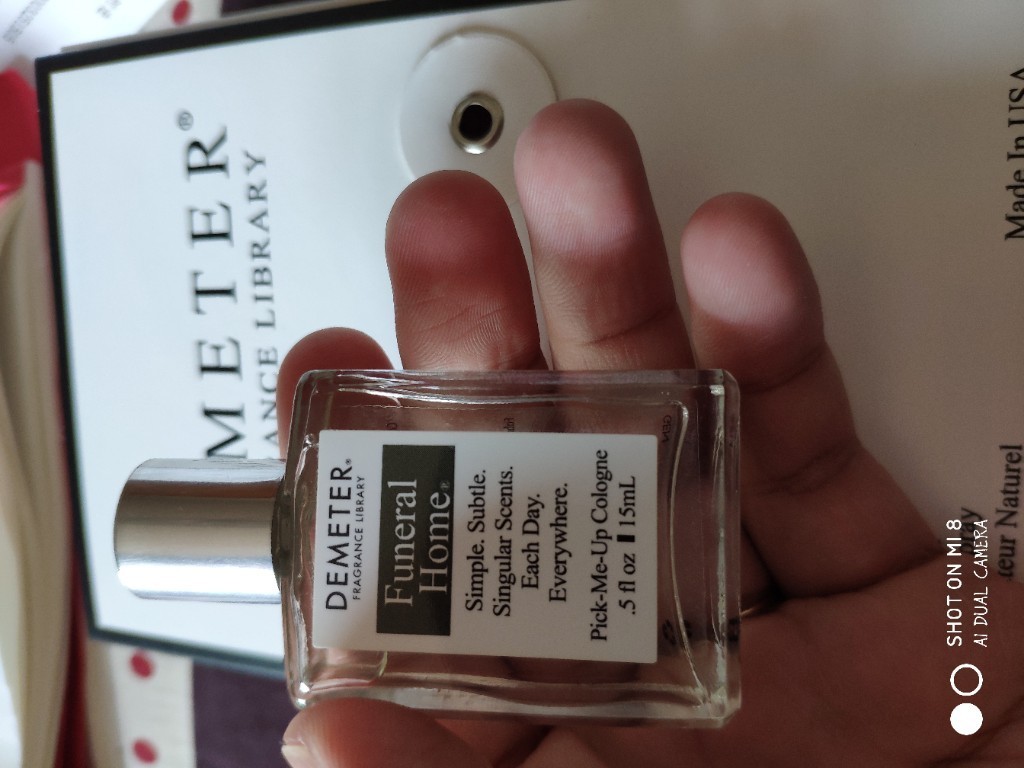 METER®
ANCE LIBRARY
DEMETER®
FRAGRANCE LIBRARY
Funeral
Home®
Simple. Subtle.
Singular Scents.
Each Day.
Everywhere.
Pick-Me-Up Cologne
.5 fl oz 15mL
Made In USA
eur Naturel
SHOT ON MI 8
AI DUAL CAMERA